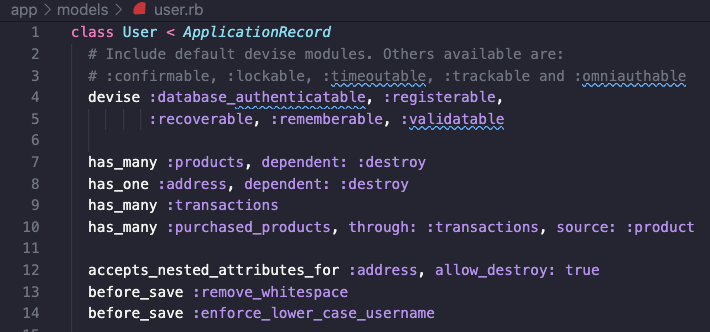 app > models > user.rb
1 class User < ApplicationRecord
2 # Include default devise modules. Others available are:
3 # :confirmable, :lockable, :timeoutable, :trackable and :omniauthable
4 devise :database_authenticatable, :registerable,
5 :recoverable, :rememberable, :validatable
6
7 has_many :products, dependent: :destroy
8 has_one :address, dependent: :destroy
9 has_many :transactions
10 has_many :purchased_products, through: :transactions, source: :product
11
12 accepts_nested_attributes_for :address, allow_destroy: true
13 before_save :remove_whitespace
14 before_save :enforce_lower_case_username